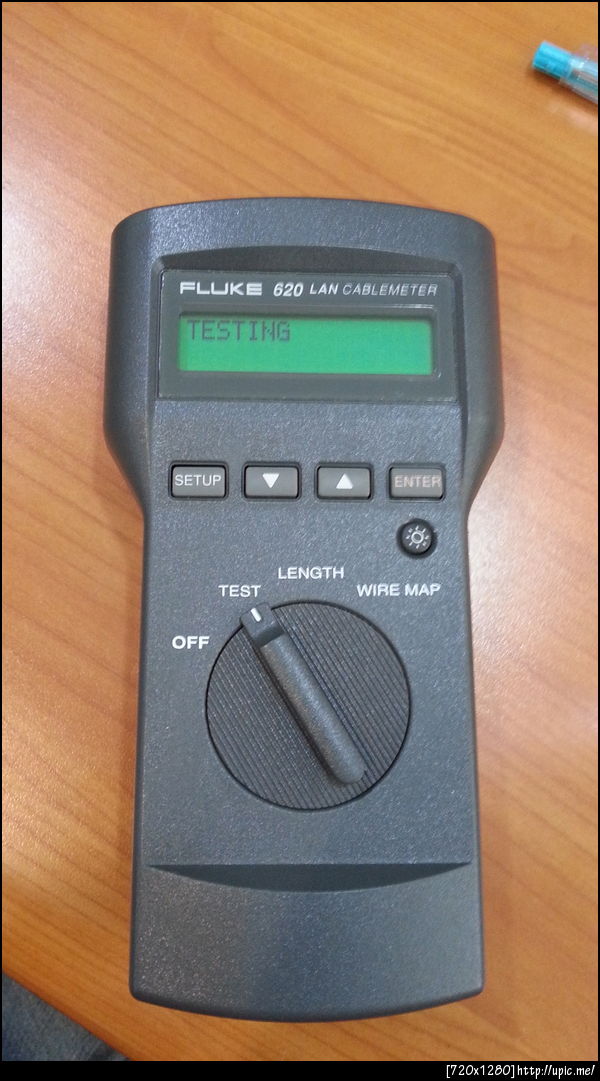 FLUKE 620 LAN CABLEMETER
TESTING
SETUP ▼ ▲ ENTER
LENGTH
TEST WIRE MAP
OFF
[720x1280]http://upic.me/